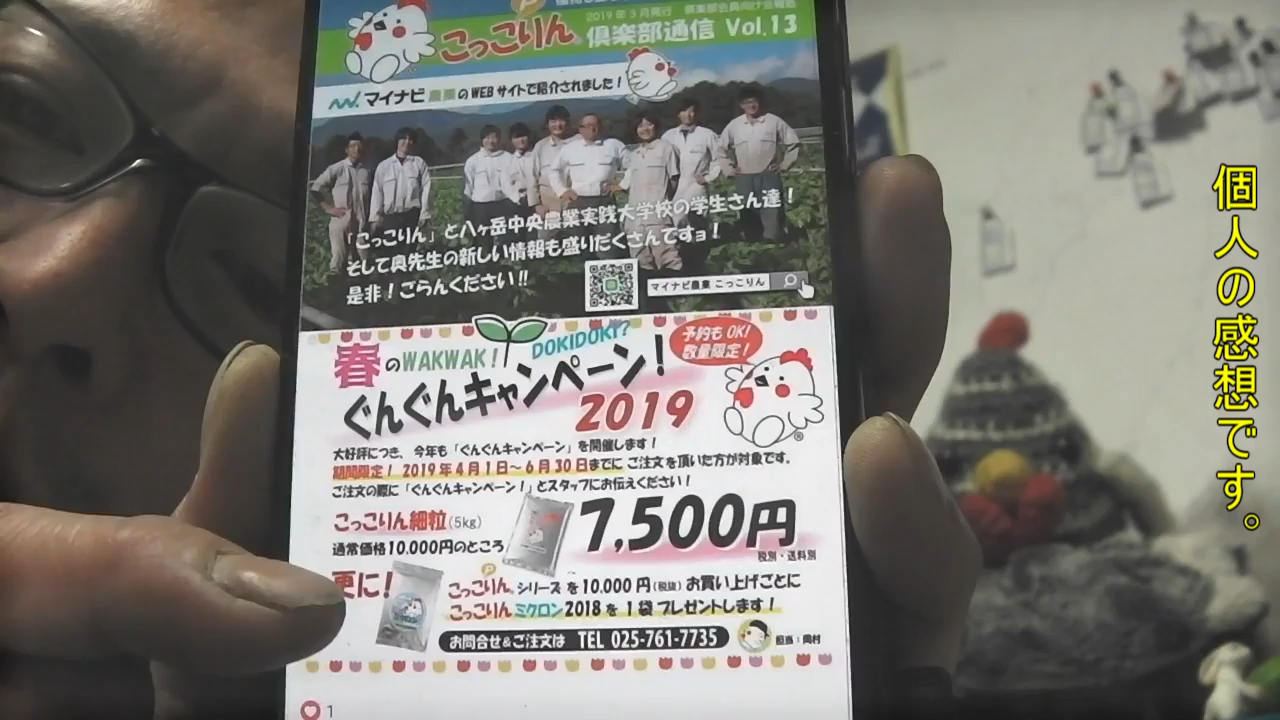 2019年3月発行 倶楽部会員向け会報誌
こっこりん® 倶楽部通信 Vol.13
マイナビ農業のWEBサイトで紹介されました！
「こっこりん」と八ヶ岳中央農業実践大学校の学生さん達！
そして奥先生の新しい情報も盛りだくさんですョ！
是非！ごらんください!!
マイナビ農業 こっこりん
春のWAKWAK！ DOKIDOKI？
予約もOK!
数量限定！
ぐんぐんキャンペーン！
2019
大好評につき、今年も「ぐんぐんキャンペーン」を開催します！
期間限定！ 2019年4月1日〜6月30日までに ご注文を頂いた方が対象です。
ご注文の際に「ぐんぐんキャンペーン！」とスタッフにお伝えください！
こっこりん細粒(5kg)
通常価格10,000円のところ
7,500円
税別・送料別
更に！
こっこりん®シリーズ を10,000円(税抜)お買い上げごとに
こっこりんミクロン2018を1袋プレゼントします！
お問合せ&ご注文は TEL 025-761-7735
担当：岡村
1
個人の感想です。